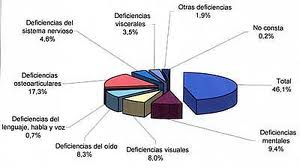 Deficiencias del
sistema nervioso
4,6%
Deficiencias
viscerales
3,5%
Otras deficiencias
1,9%
No consta
0,2%
Total
46,1%
Deficiencias
mentales
9,4%
Deficiencias visuales
8,0%
Deficiencias del oído
8,3%
Deficiencias del
lenguaje, habla y voz
0,7%
Deficiencias
osteoarticulares
17,3%